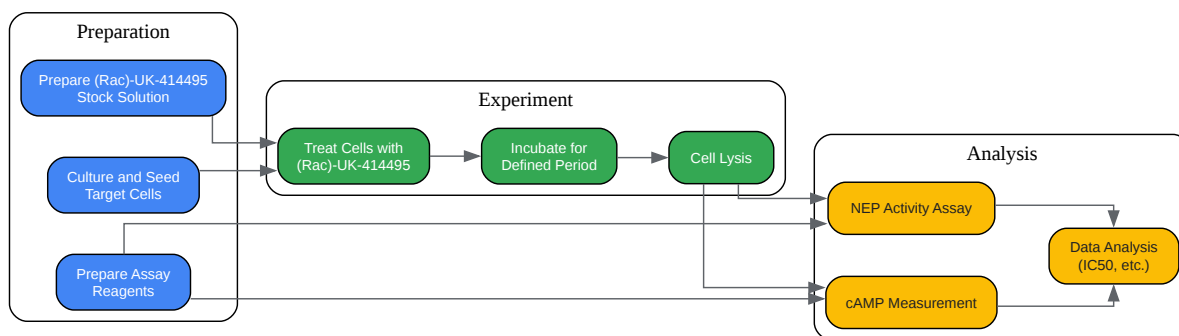 Preparation
Prepare (Rac)-UK-414495
Stock Solution
Culture and Seed
Target Cells
Prepare Assay
Reagents
Experiment
Treat Cells with
(Rac)-UK-414495
Incubate for
Defined Period
Cell Lysis
Analysis
NEP Activity Assay
cAMP Measurement
Data Analysis
(IC50, etc.)